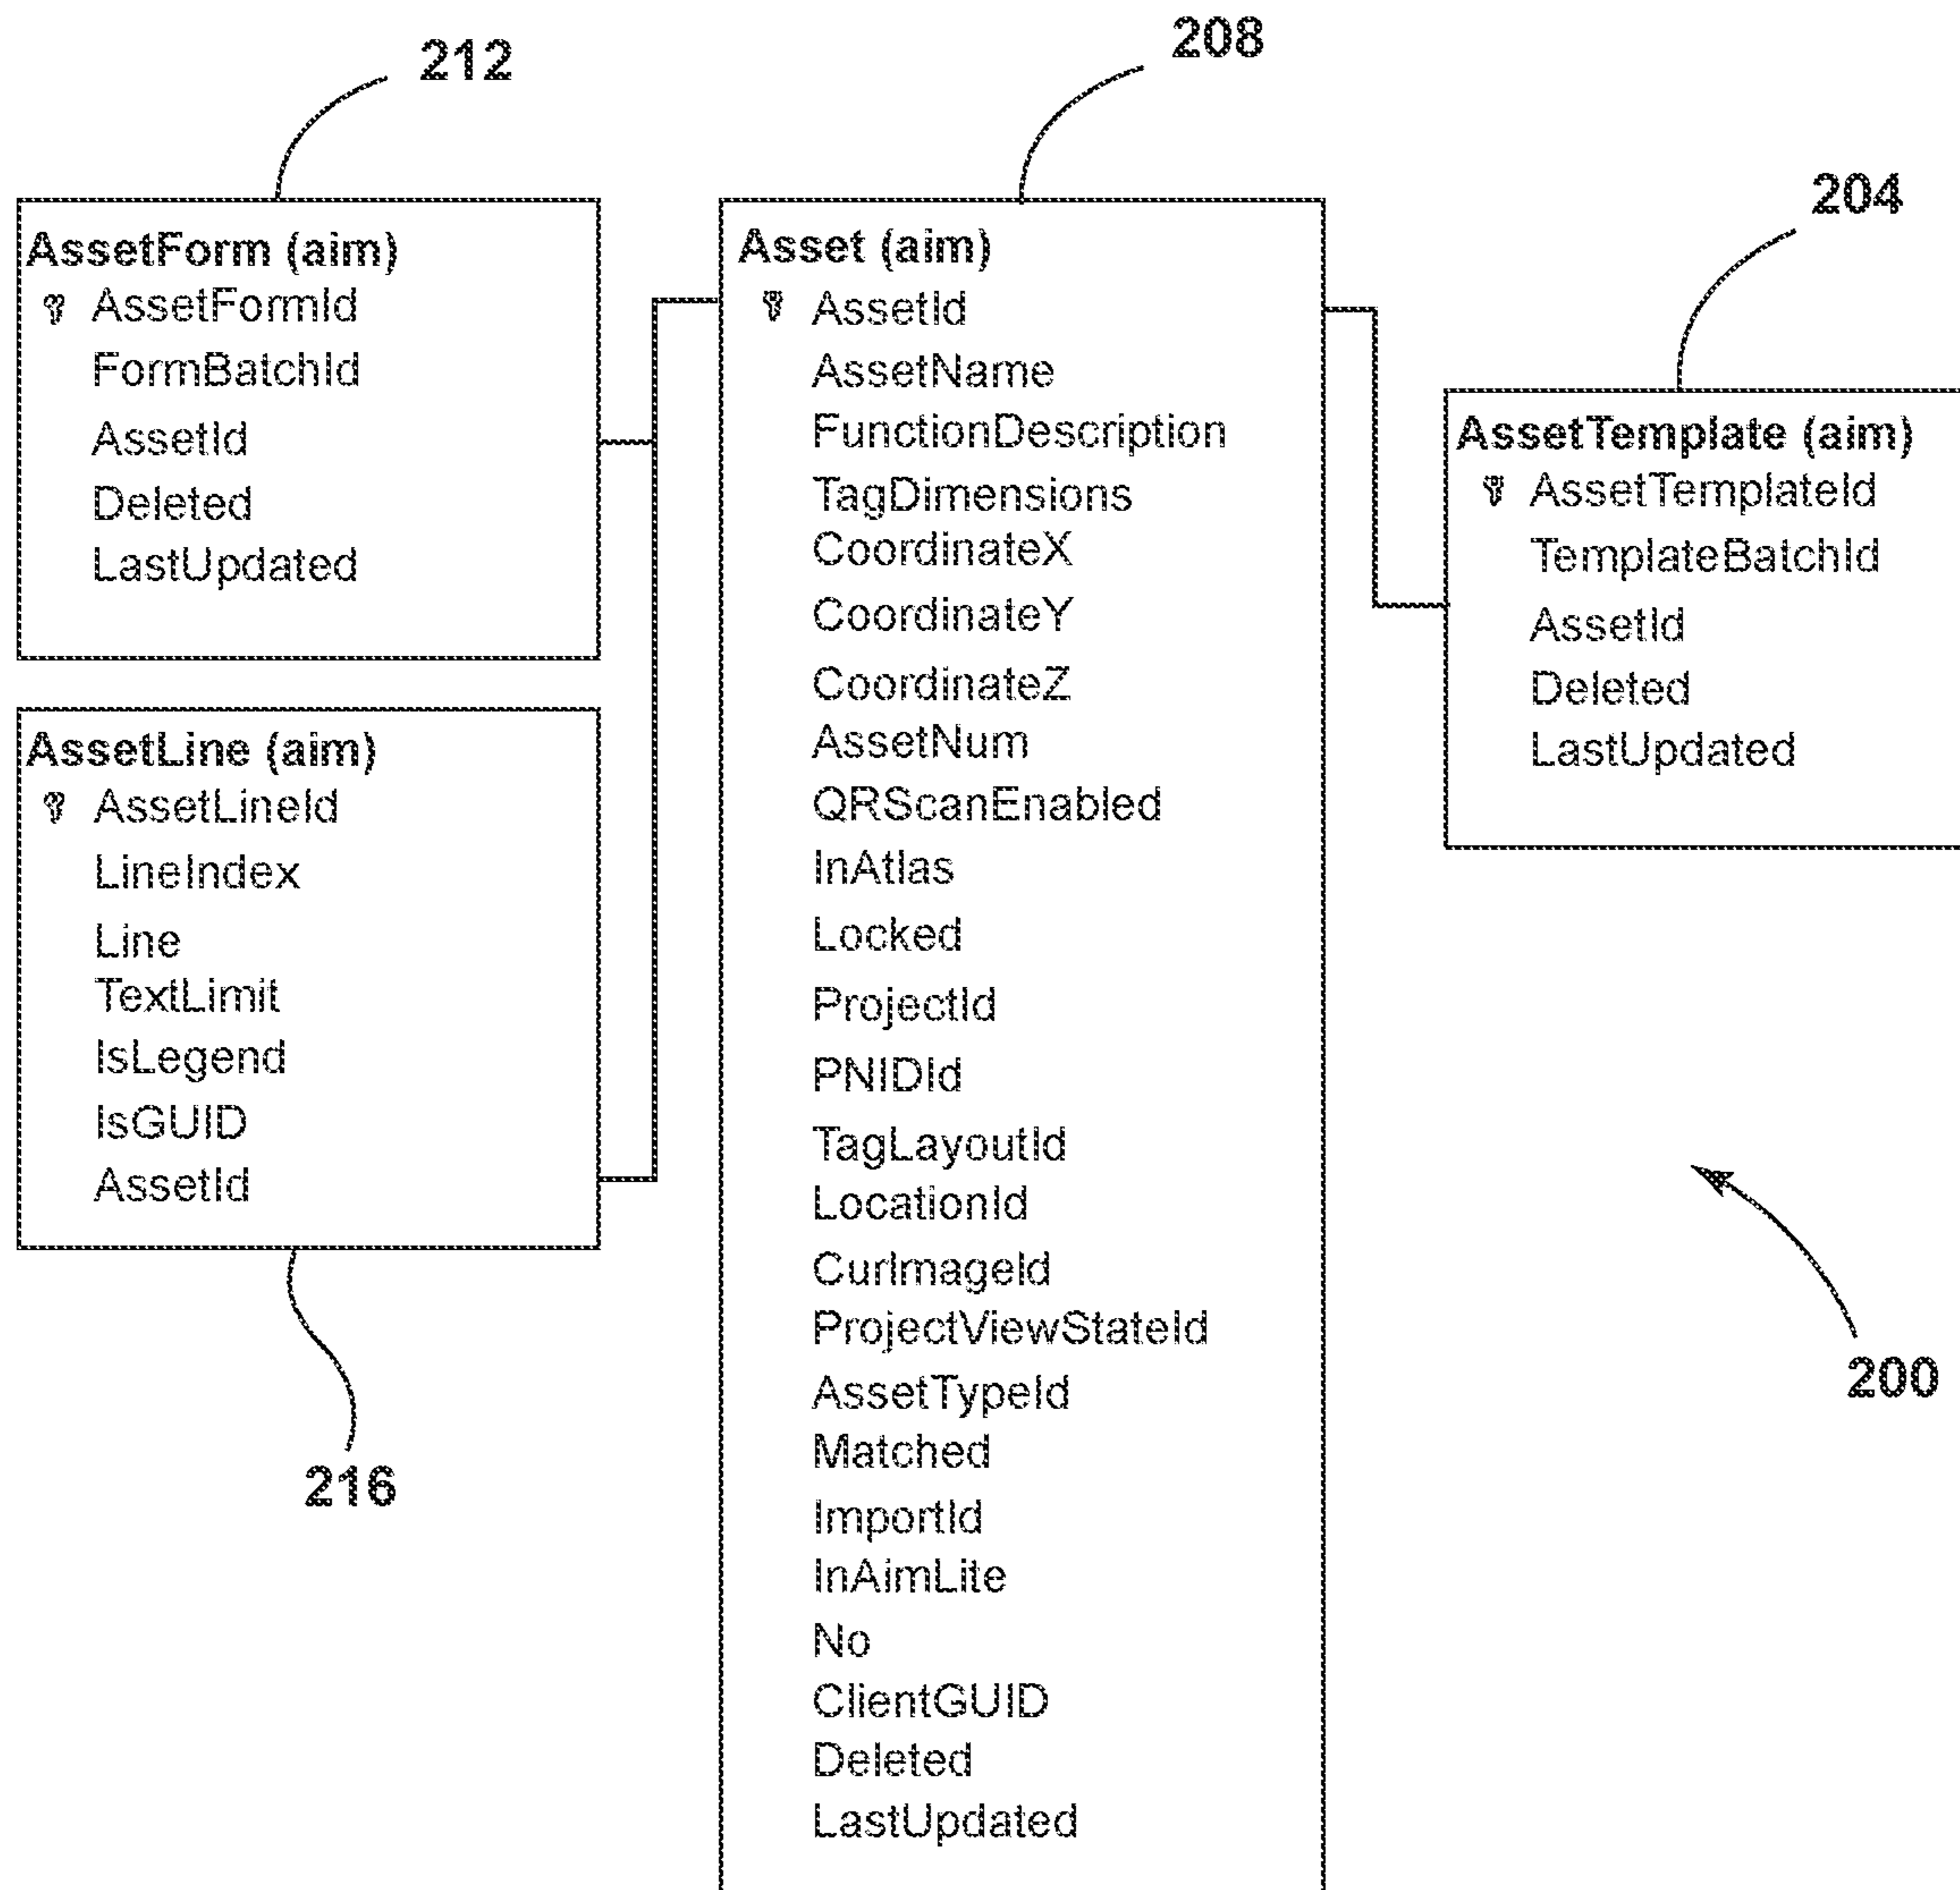 212
208
204
AssetForm (aim)
AssetFormId
FormBatchId
AssetId
Deleted
LastUpdated
AssetLine (aim)
AssetLineId
LineIndex
Line
TextLimit
IsLegend
IsGUID
AssetId
216
Asset (aim)
AssetId
AssetName
FunctionDescription
TagDimensions
CoordinateX
CoordinateY
CoordinateZ
AssetNum
QRScanEnabled
InAtlas
Locked
ProjectId
PNIDId
TagLayoutId
LocationId
CurImageId
ProjectViewStateId
AssetTypeId
Matched
ImportId
InAimLite
No
ClientGUID
Deleted
LastUpdated
AssetTemplate (aim)
AssetTemplateId
TemplateBatchId
AssetId
Deleted
LastUpdated
200